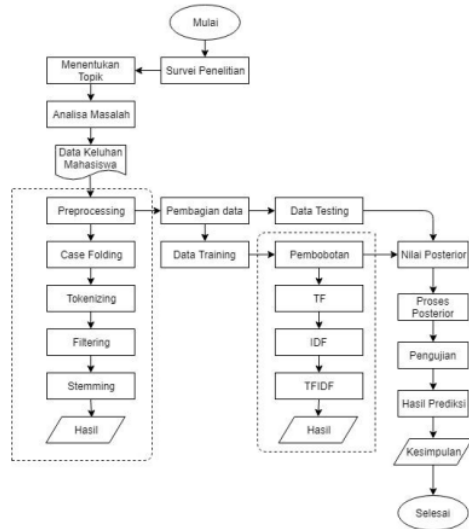 Mulai
Menentukan
Topik
Survei Penelitian
Analisa Masalah
Data Keluhan
Mahasiswa
Preprocessing
Pembagian data
Data Testing
Case Folding
Data Training
Pembobotan
Nilai Posterior
Tokenizing
TF
Proses
Posterior
Filtering
IDF
Pengujian
Stemming
TFIDF
Hasil Prediksi
Hasil
Hasil
Kesimpulan
Selesai